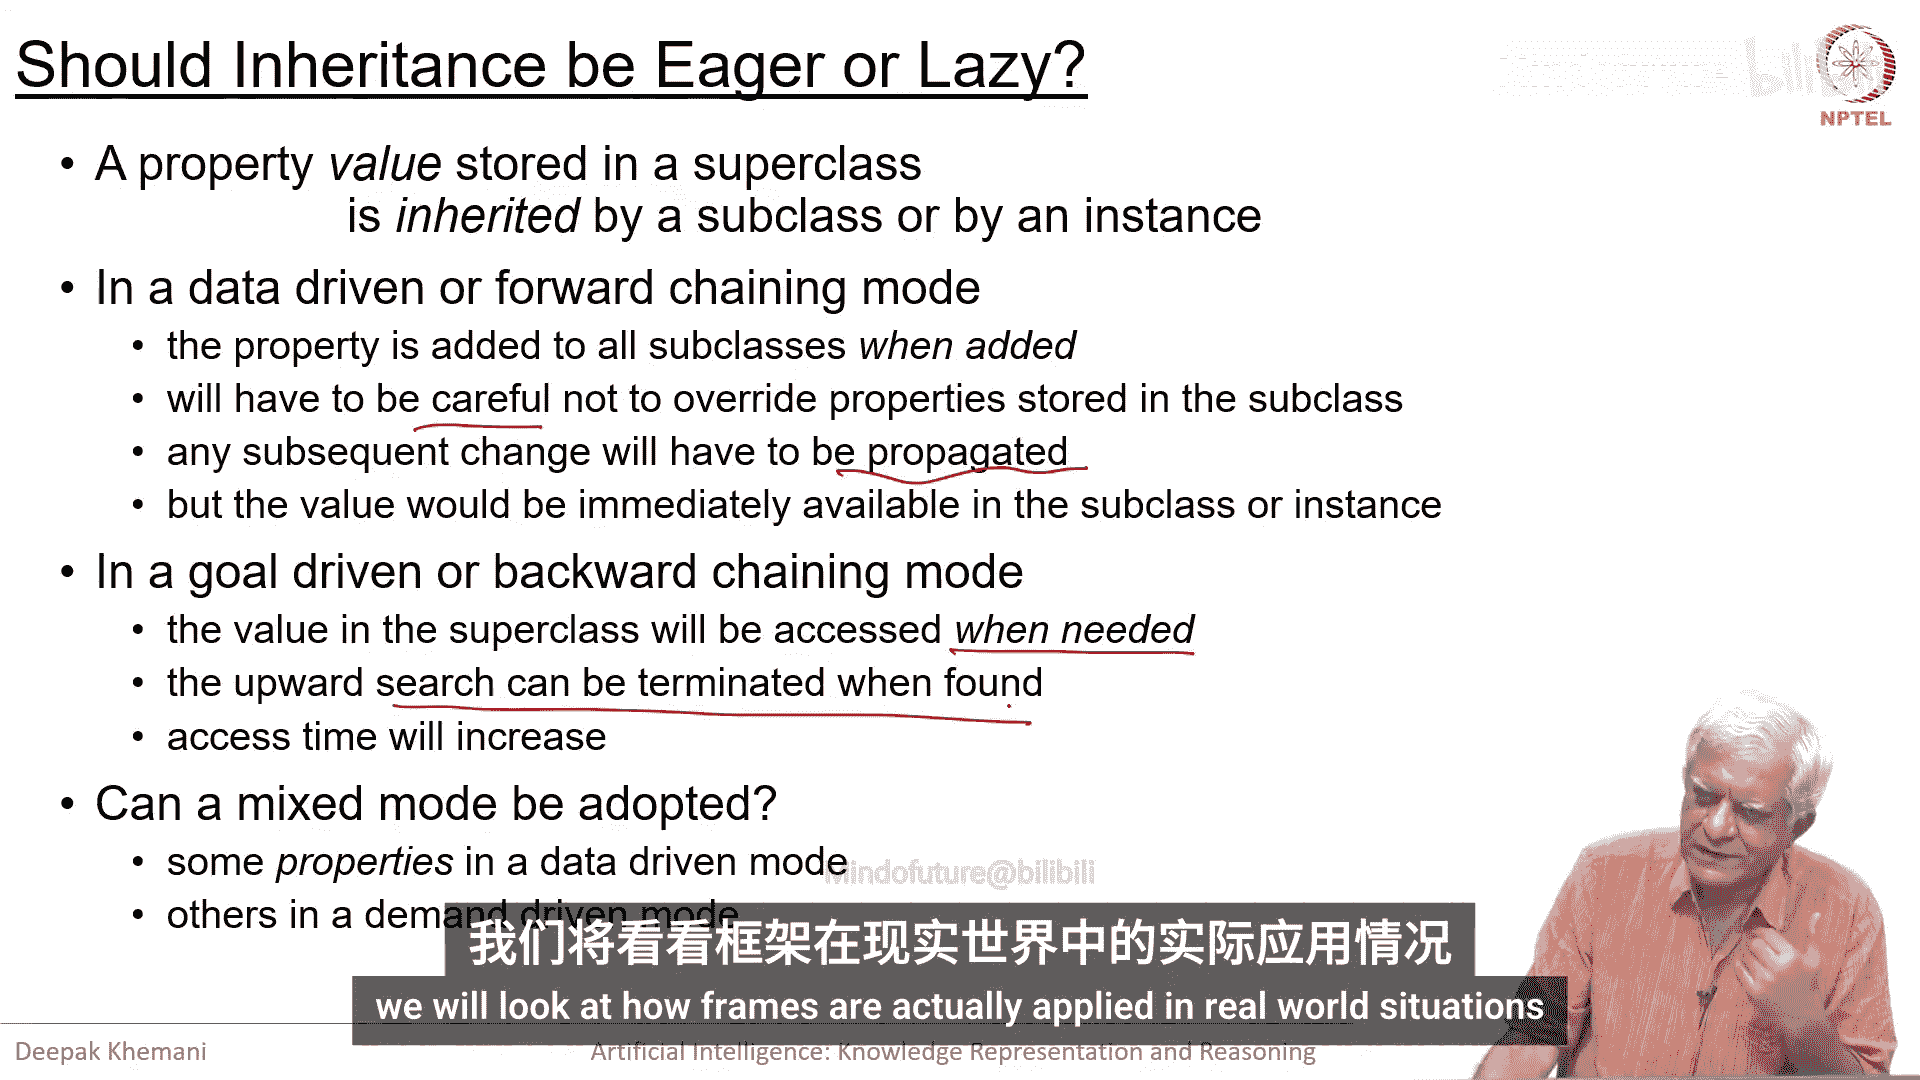 Should Inheritance be Eager or Lazy?
NPTEL
• A property value stored in a superclass
is inherited by a subclass or by an instance
• In a data driven or forward chaining mode
• the property is added to all subclasses when added
• will have to be careful not to override properties stored in the subclass
• any subsequent change will have to be propagated
• but the value would be immediately available in the subclass or instance
• In a goal driven or backward chaining mode
• the value in the superclass will be accessed when needed
• the upward search can be terminated when found
• access time will increase
• Can a mixed mode be adopted?
• some properties in a data driven mode
Mindofuture@bilibili
• others in a demand driven mode
我们将看看框架在现实世界中的实际应用情况
we will look at how frames are actually applied in real world situations
Deepak Khemani
Artificial Intelligence: Knowledge Representation and Reasoning